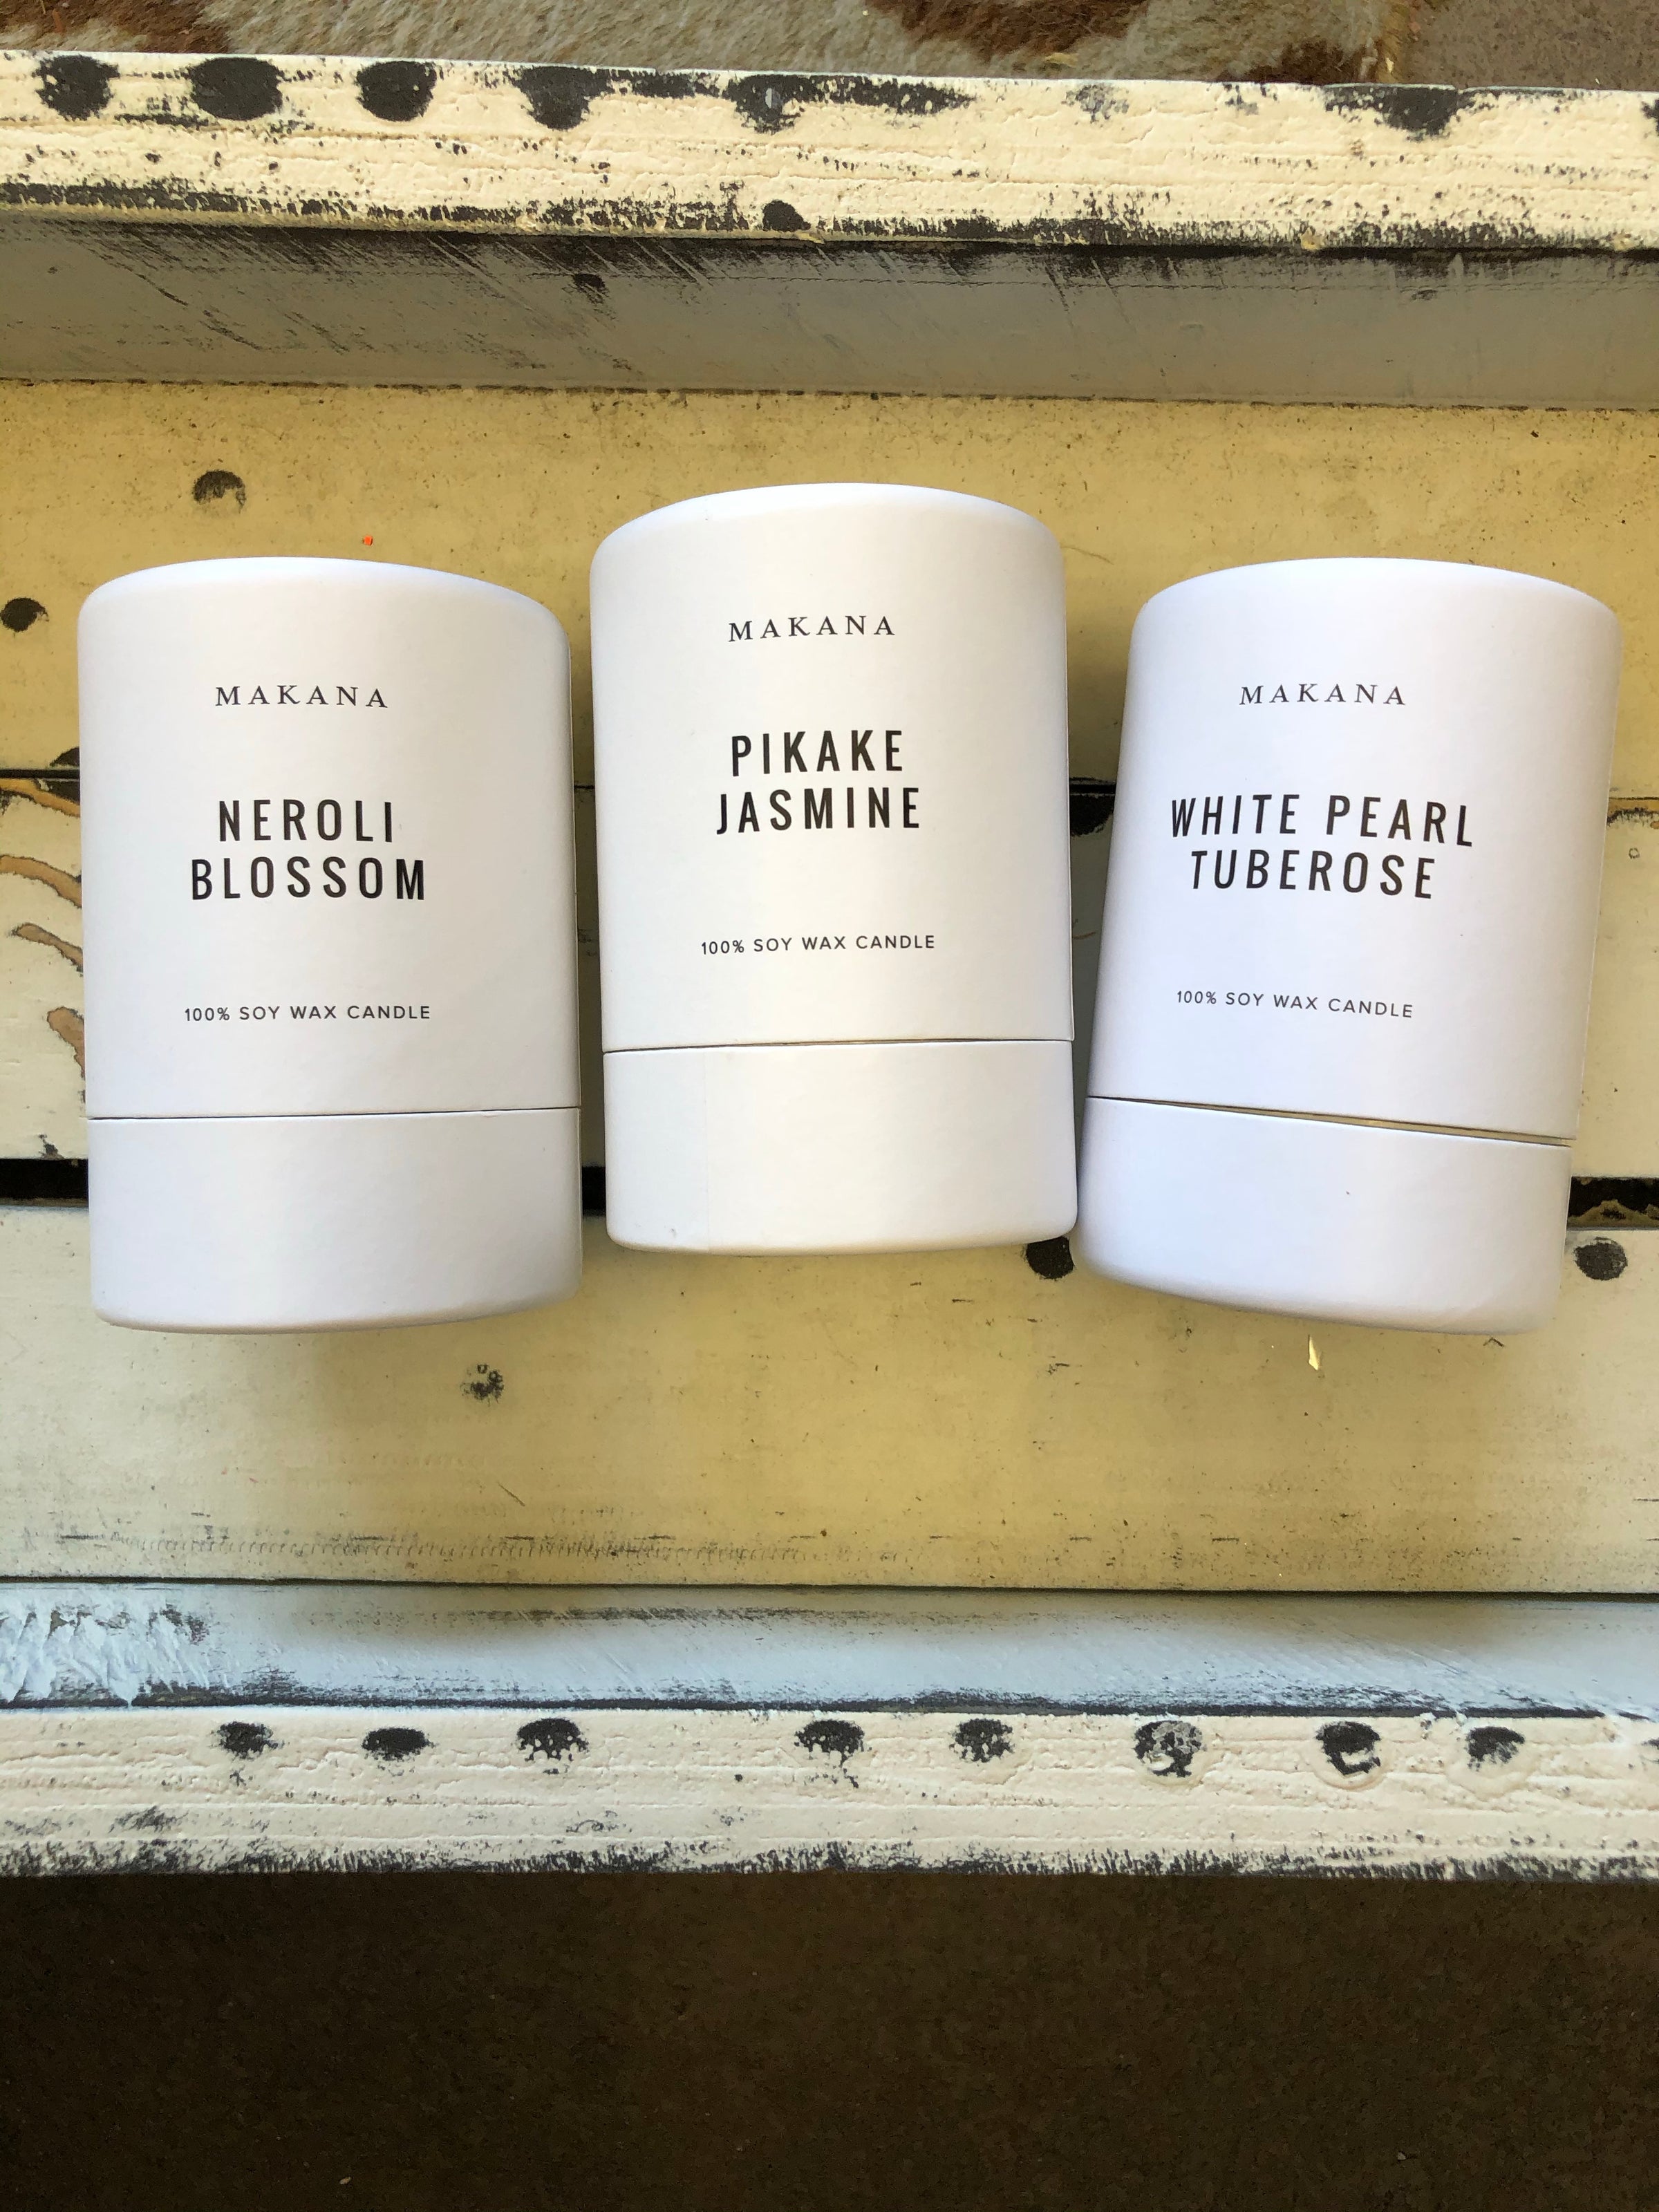 MAKANA
NEROLI
BLOSSOM
100% SOY WAX CANDLE
MAKANA
PIKAKE
JASMINE
100% SOY WAX CANDLE
MAKANA
WHITE PEARL
TUBEROSE
100% SOY WAX CANDLE